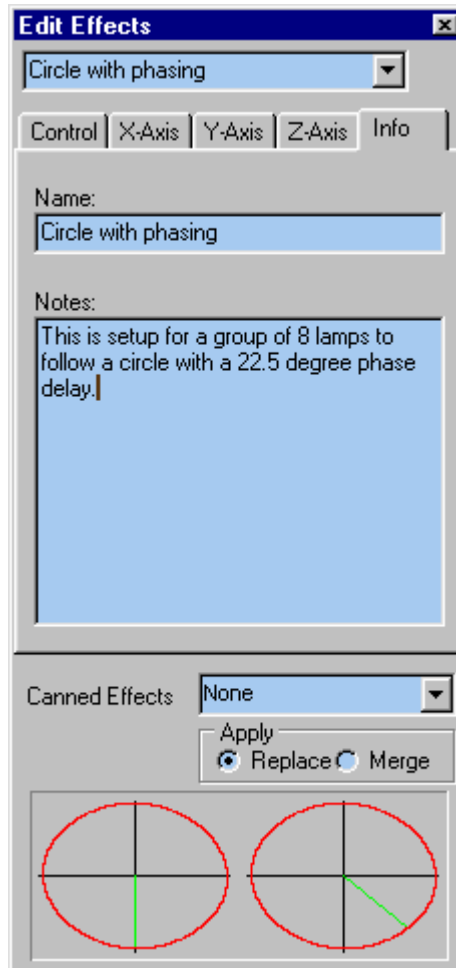 Edit Effects
Circle with phasing
Control X-Axis Y-Axis Z-Axis Info
Name:
Circle with phasing
Notes:
This is setup for a group of 8 lamps to
follow a circle with a 22.5 degree phase
delay.
Canned Effects None
Apply
Replace Merge